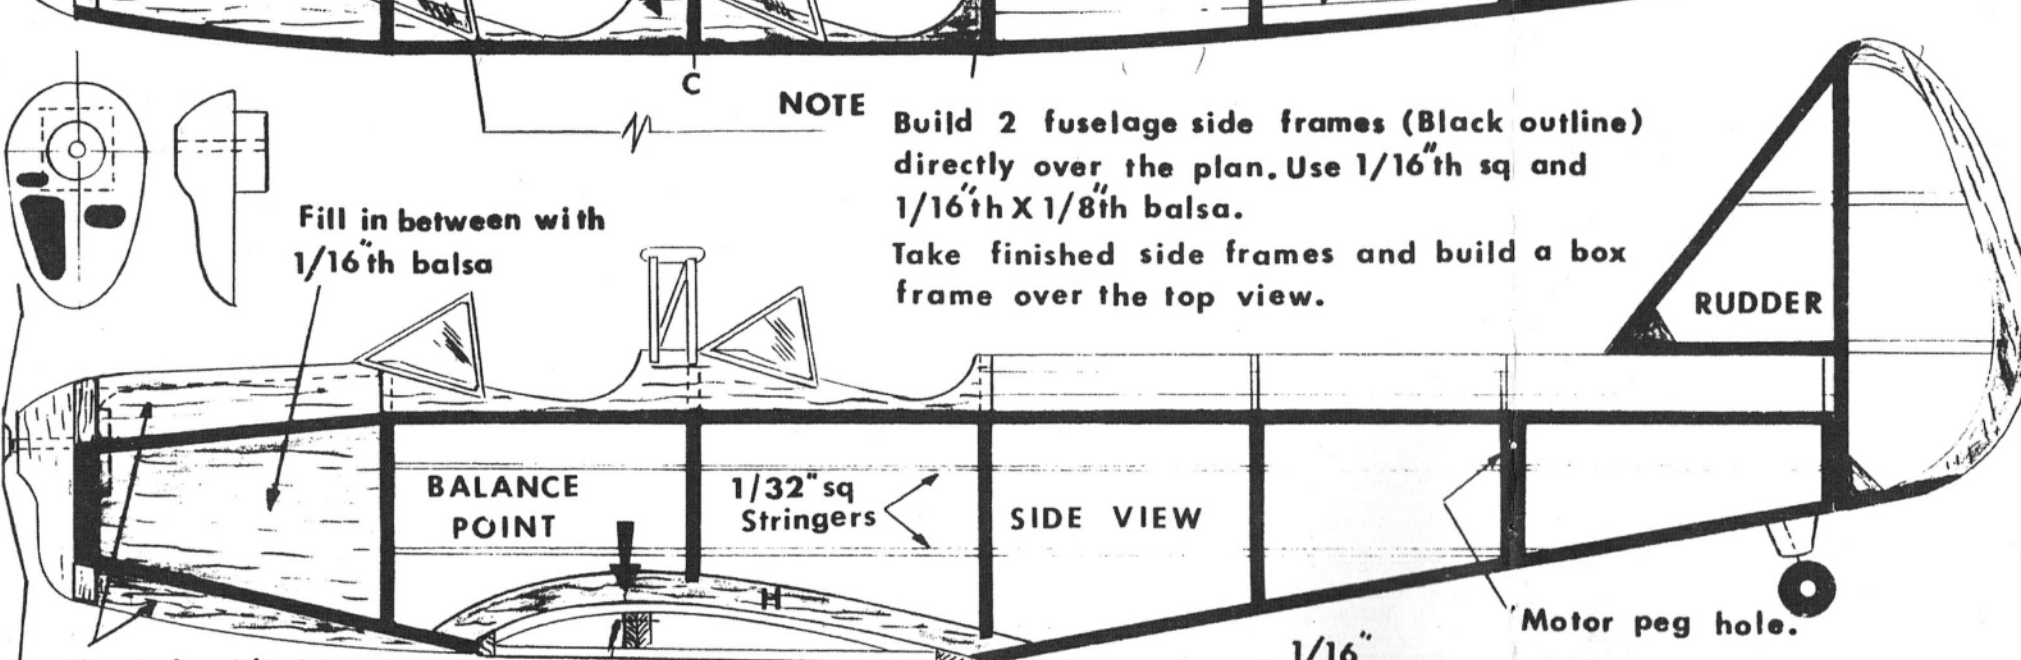 C
NOTE
Build 2 fuselage side frames (Black outline)
directly over the plan. Use 1/16"th sq and
1/16"th X 1/8"th balsa.
Take finished side frames and build a box
frame over the top view.
Fill in between with
1/16"th balsa
RUDDER
BALANCE
POINT
1/32" sq
Stringers
SIDE VIEW
H
Motor peg hole.
1/16"